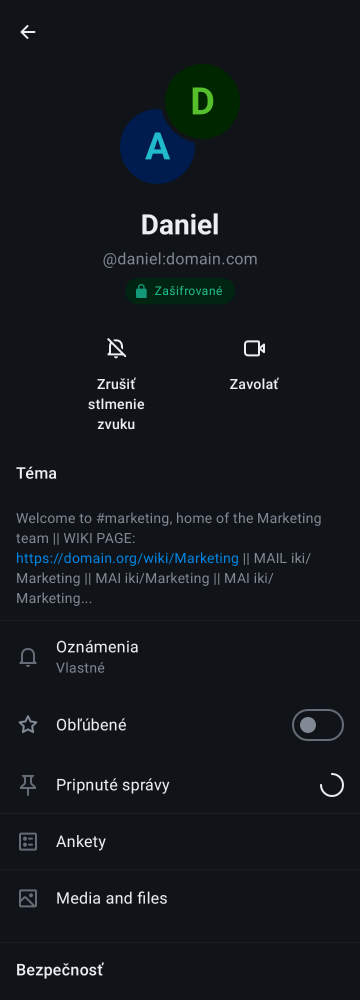 D
A
Daniel
@daniel:domain.com
Zašifrované
Zrušiť
stlmenie
zvuku
Zavolať
Téma
Welcome to #marketing, home of the Marketing
team || WIKI PAGE:
https://domain.org/wiki/Marketing || MAIL iki/
Marketing || MAI iki/Marketing || MAI iki/
Marketing...
Oznámenia
Vlastné
Obľúbené
Pripnuté správy
Ankety
Media and files
Bezpečnosť